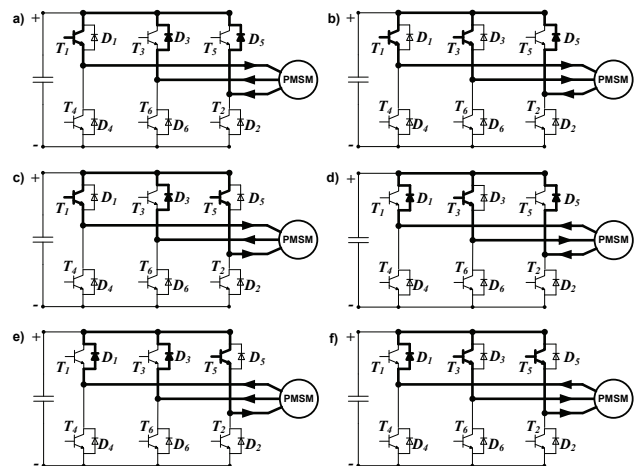 a) + D1 D3 D5 b) + D1 D3 D5
T1 T3 T5 T1 T3 T5
PMSM PMSM
T4 T6 T2 T4 T6 T2
- D4 D6 D2 - D4 D6 D2
c) + D1 D3 D5 d) + D1 D3 D5
T1 T3 T5 T1 T3 T5
PMSM PMSM
T4 T6 T2 T4 T6 T2
- D4 D6 D2 - D4 D6 D2
e) + D1 D3 D5 f) + D1 D3 D5
T1 T3 T5 T1 T3 T5
PMSM PMSM
T4 T6 T2 T4 T6 T2
- D4 D6 D2 - D4 D6 D2